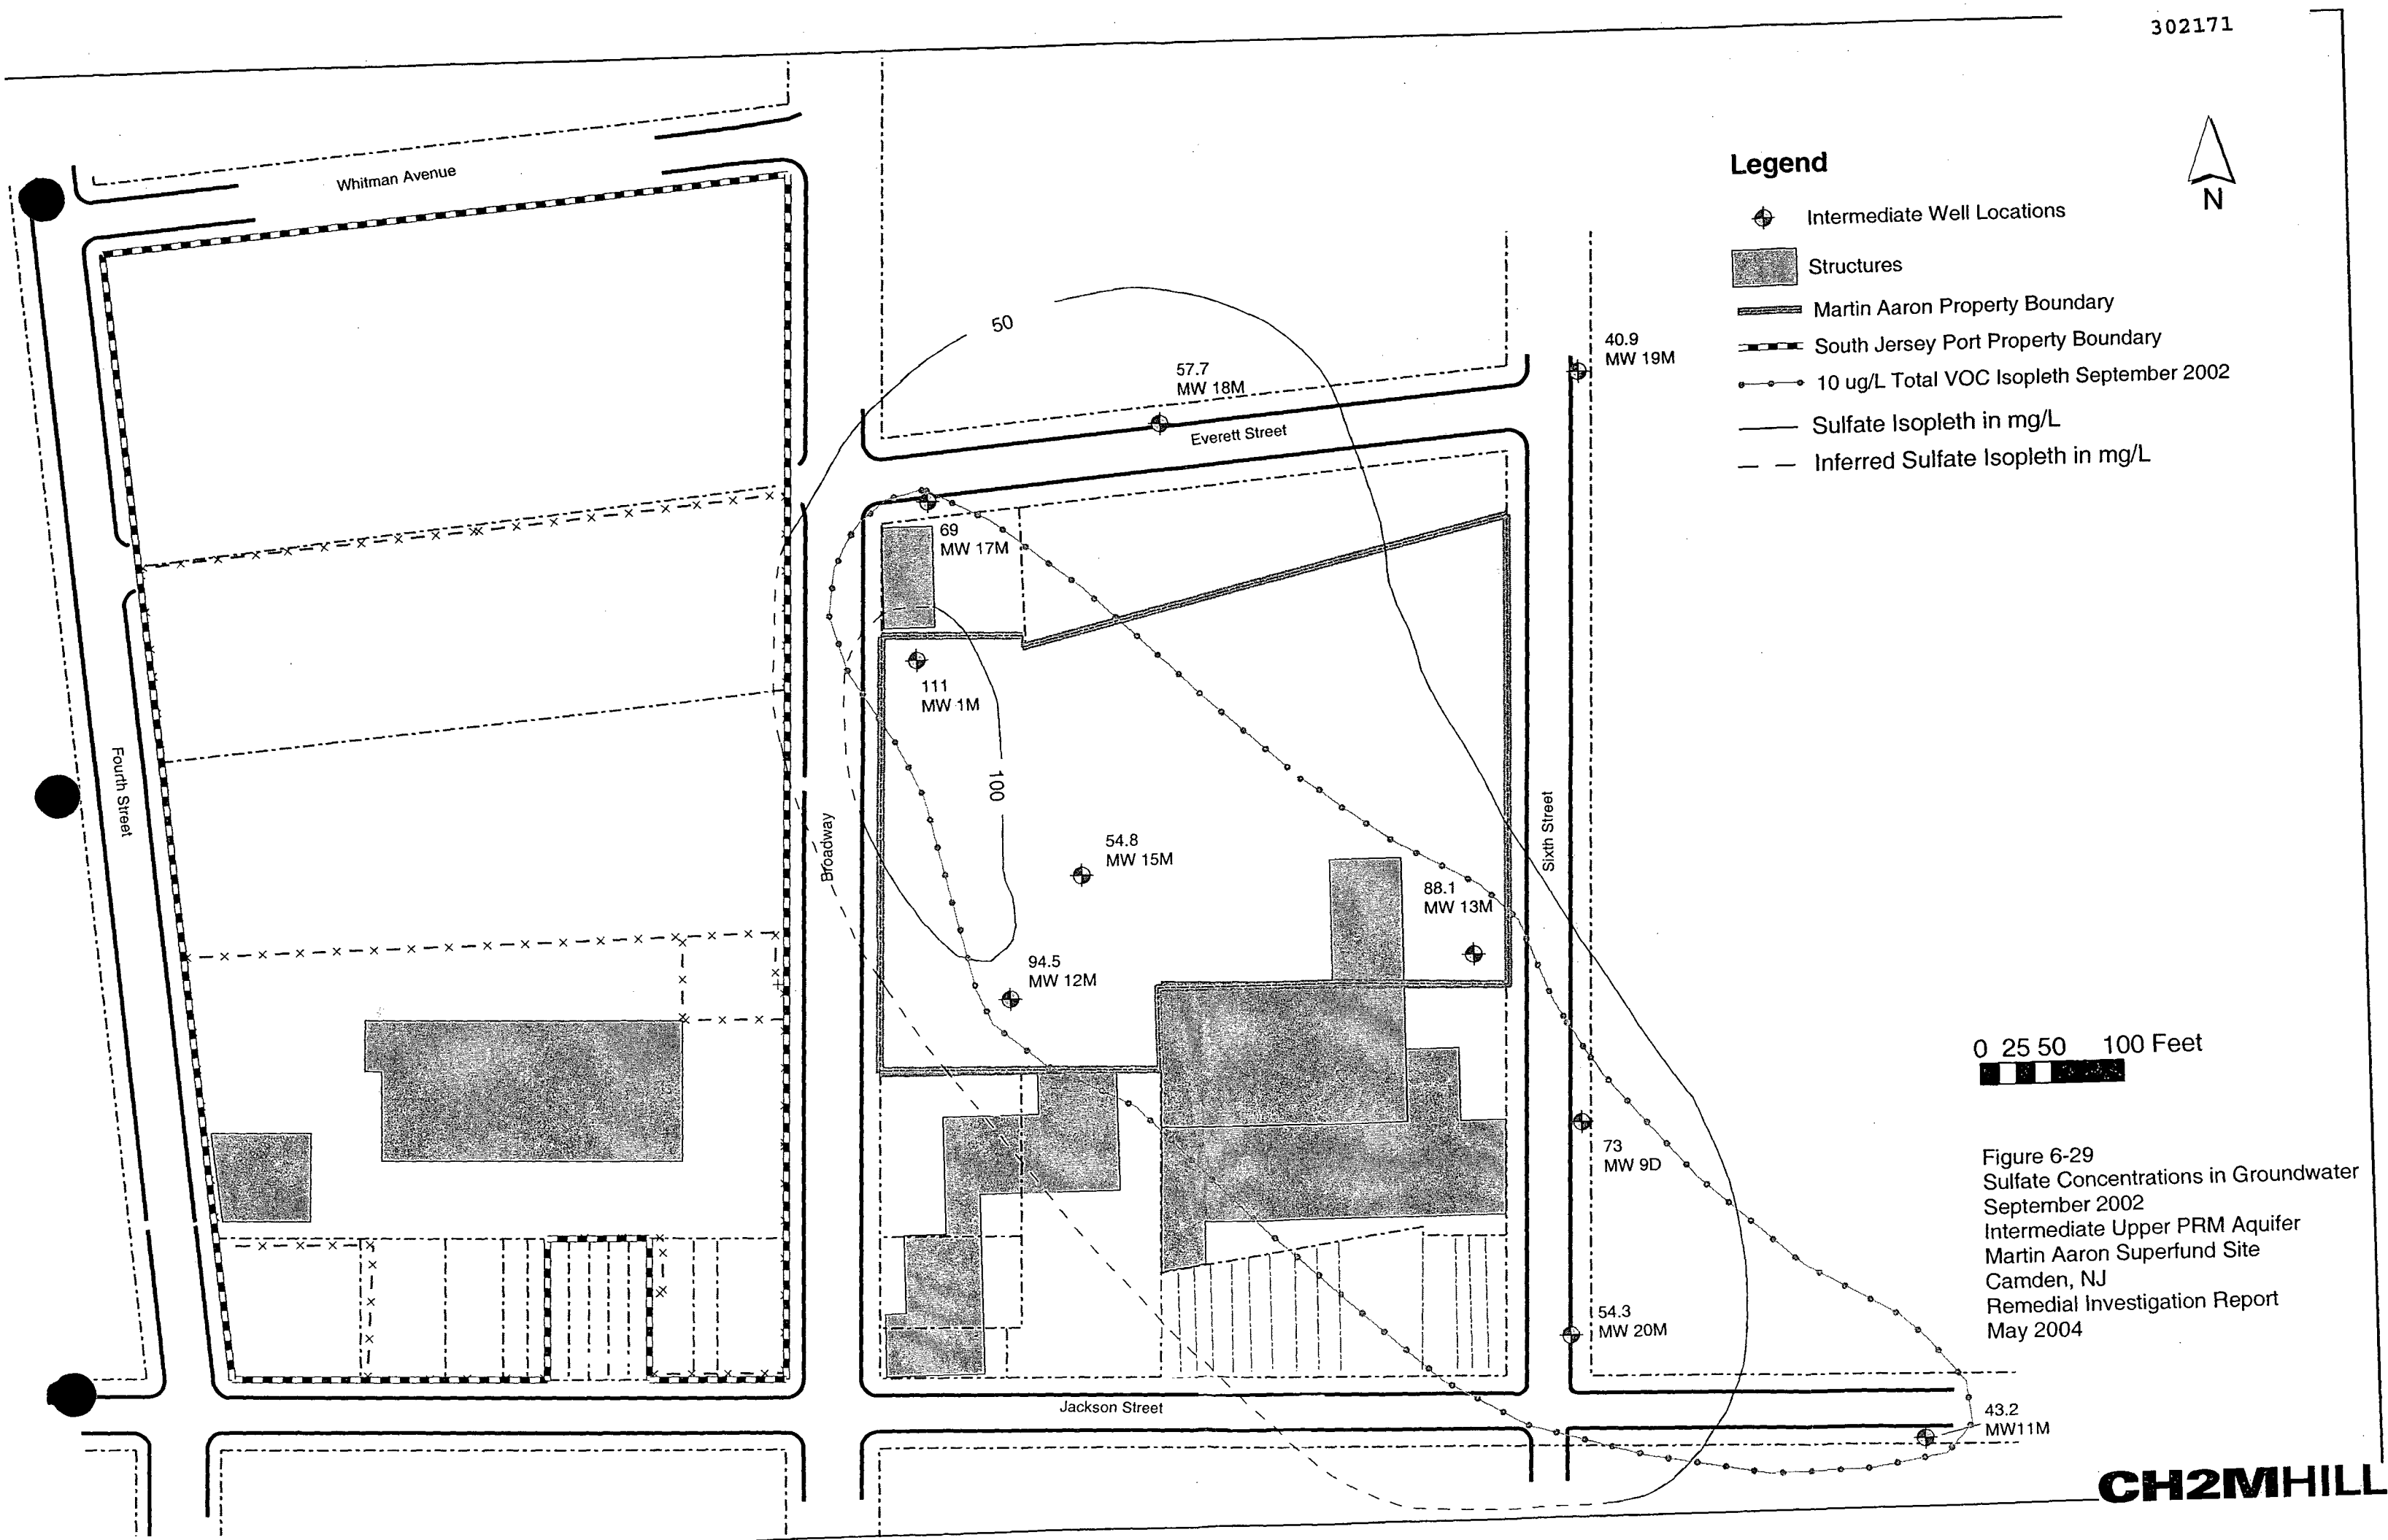 302171
Legend
N
Intermediate Well Locations
Structures
Martin Aaron Property Boundary
South Jersey Port Property Boundary
10 ug/L Total VOC Isopleth September 2002
Sulfate Isopleth in mg/L
Inferred Sulfate Isopleth in mg/L
Whitman Avenue
50
57.7
MW 18M
40.9
MW 19M
Everett Street
69
MW 17M
111
MW 1M
100
Fourth Street
Broadway
Sixth Street
54.8
MW 15M
88.1
MW 13M
94.5
MW 12M
73
MW 9D
54.3
MW 20M
Jackson Street
43.2
MW11M
0 25 50 100 Feet
Figure 6-29
Sulfate Concentrations in Groundwater
September 2002
Intermediate Upper PRM Aquifer
Martin Aaron Superfund Site
Camden, NJ
Remedial Investigation Report
May 2004
CH2MHILL